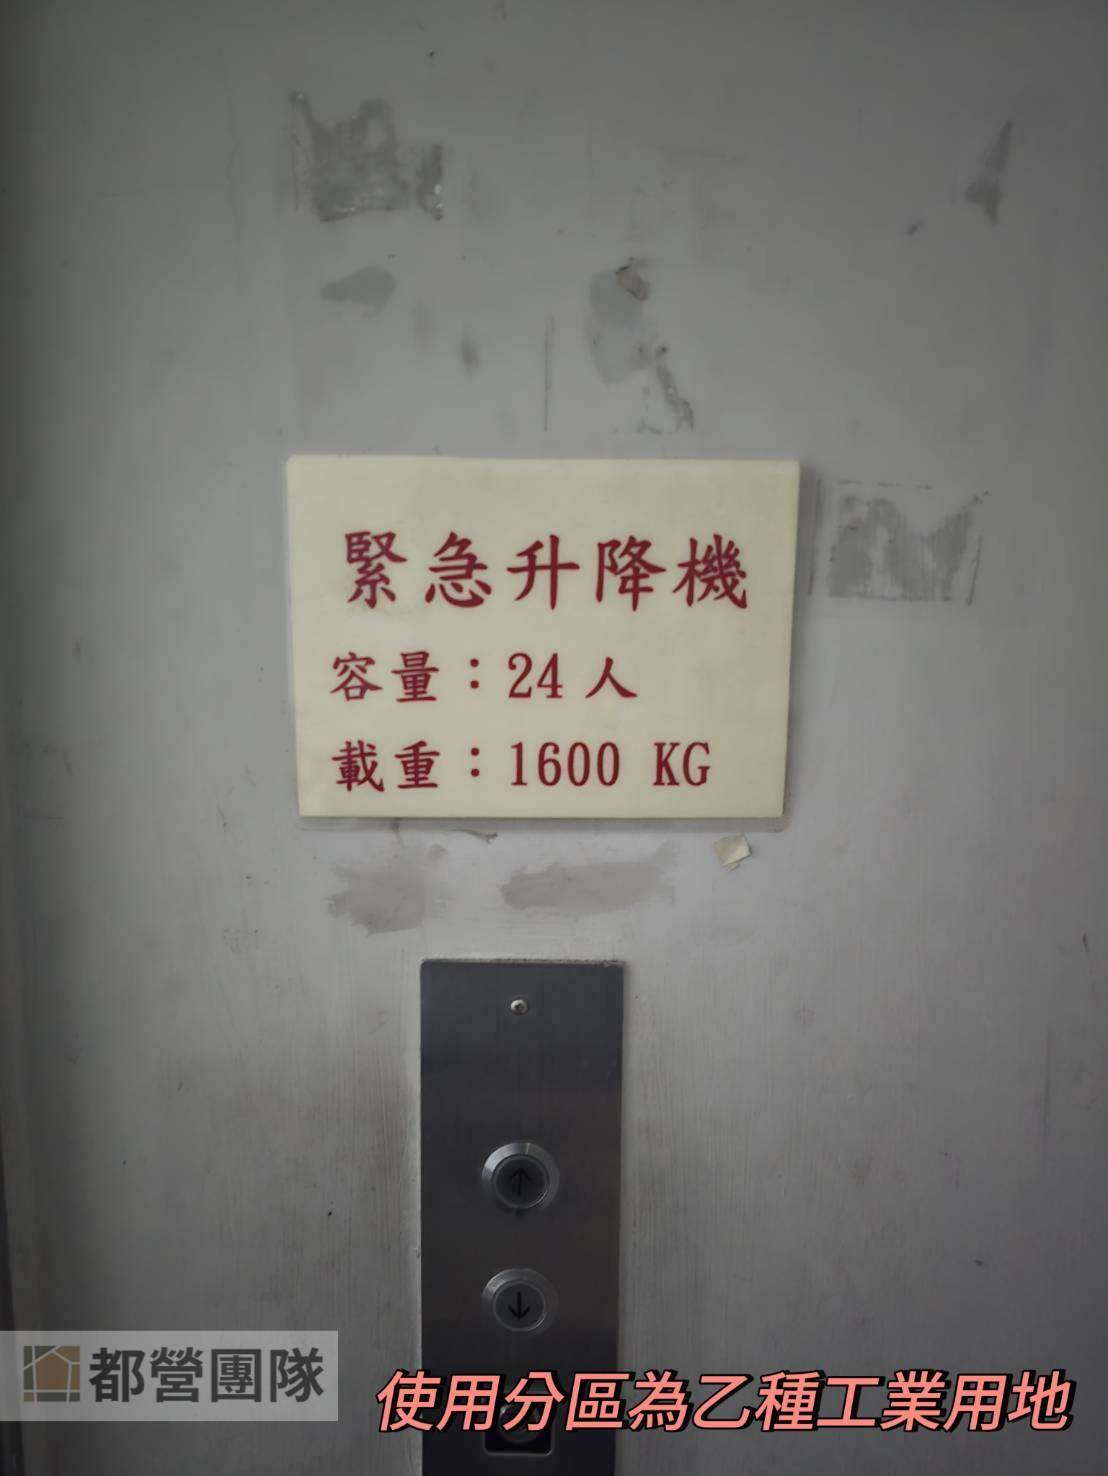 緊急升降機
容量：24人
載重：1600 KG
都營團隊
使用分區為乙種工業用地